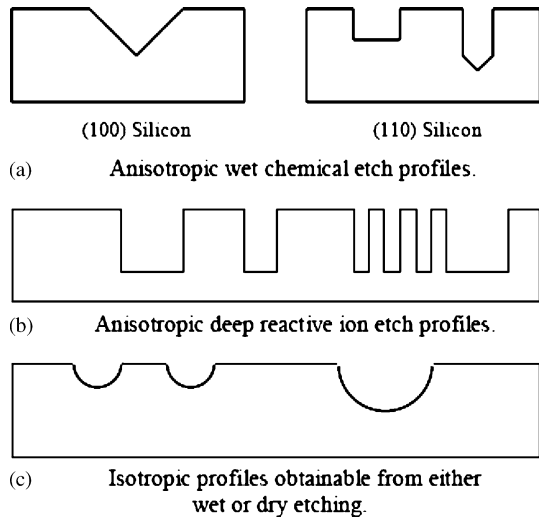 (100) Silicon (110) Silicon
(a) Anisotropic wet chemical etch profiles.
(b) Anisotropic deep reactive ion etch profiles.
(c) Isotropic profiles obtainable from either
wet or dry etching.